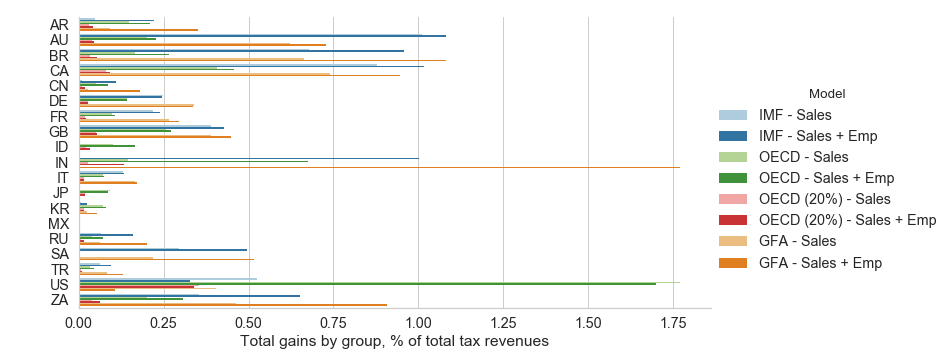 AR
AU
BR
CA
CN
DE
FR
GB
ID
IN
IT
JP
KR
MX
RU
SA
TR
US
ZA
0.00 0.25 0.50 0.75 1.00 1.25 1.50 1.75
Total gains by group, % of total tax revenues
Model
IMF - Sales
IMF - Sales + Emp
OECD - Sales
OECD - Sales + Emp
OECD (20%) - Sales
OECD (20%) - Sales + Emp
GFA - Sales
GFA - Sales + Emp